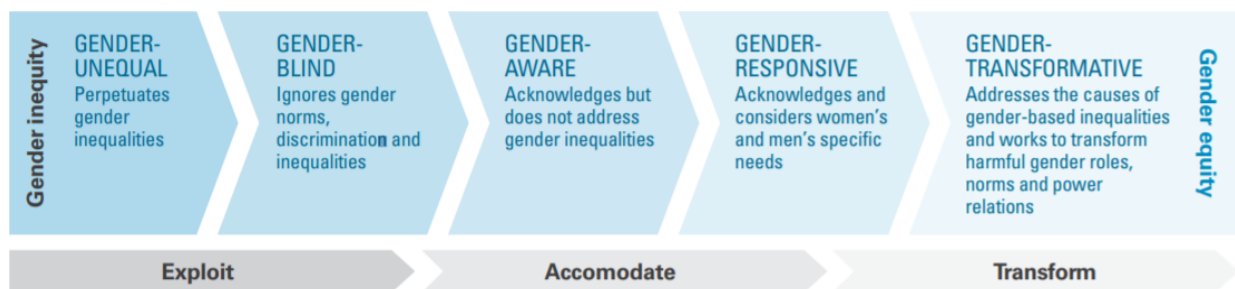 Gender inequity
GENDER-
UNEQUAL
Perpetuates
gender
inequalities
GENDER-
BLIND
Ignores gender
norms,
discrimination and
inequalities
GENDER-
AWARE
Acknowledges but
does not address
gender inequalities
GENDER-
RESPONSIVE
Acknowledges and
considers women's
and men's specific
needs
GENDER-
TRANSFORMATIVE
Addresses the causes of
gender-based inequalities
and works to transform
harmful gender roles,
norms and power
relations
Gender equity
Exploit
Accomodate
Transform